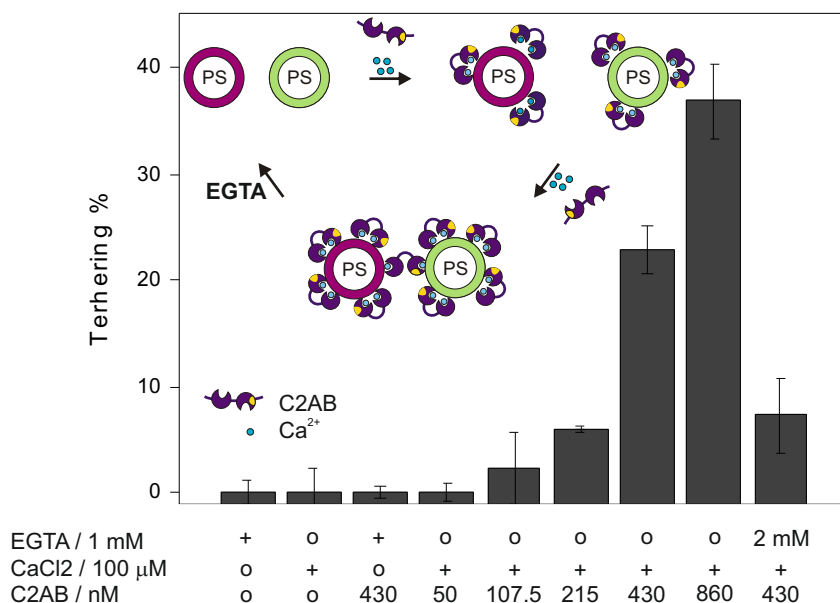 40
30
20
10
0
Terhering %
PS
PS
PS
PS
EGTA
PS
PS
C2AB
Ca²⁺
EGTA / 1 mM + o + o o o o o 2 mM
CaCl2 / 100 μM o + o + + + + + +
C2AB / nM o o 430 50 107.5 215 430 860 430